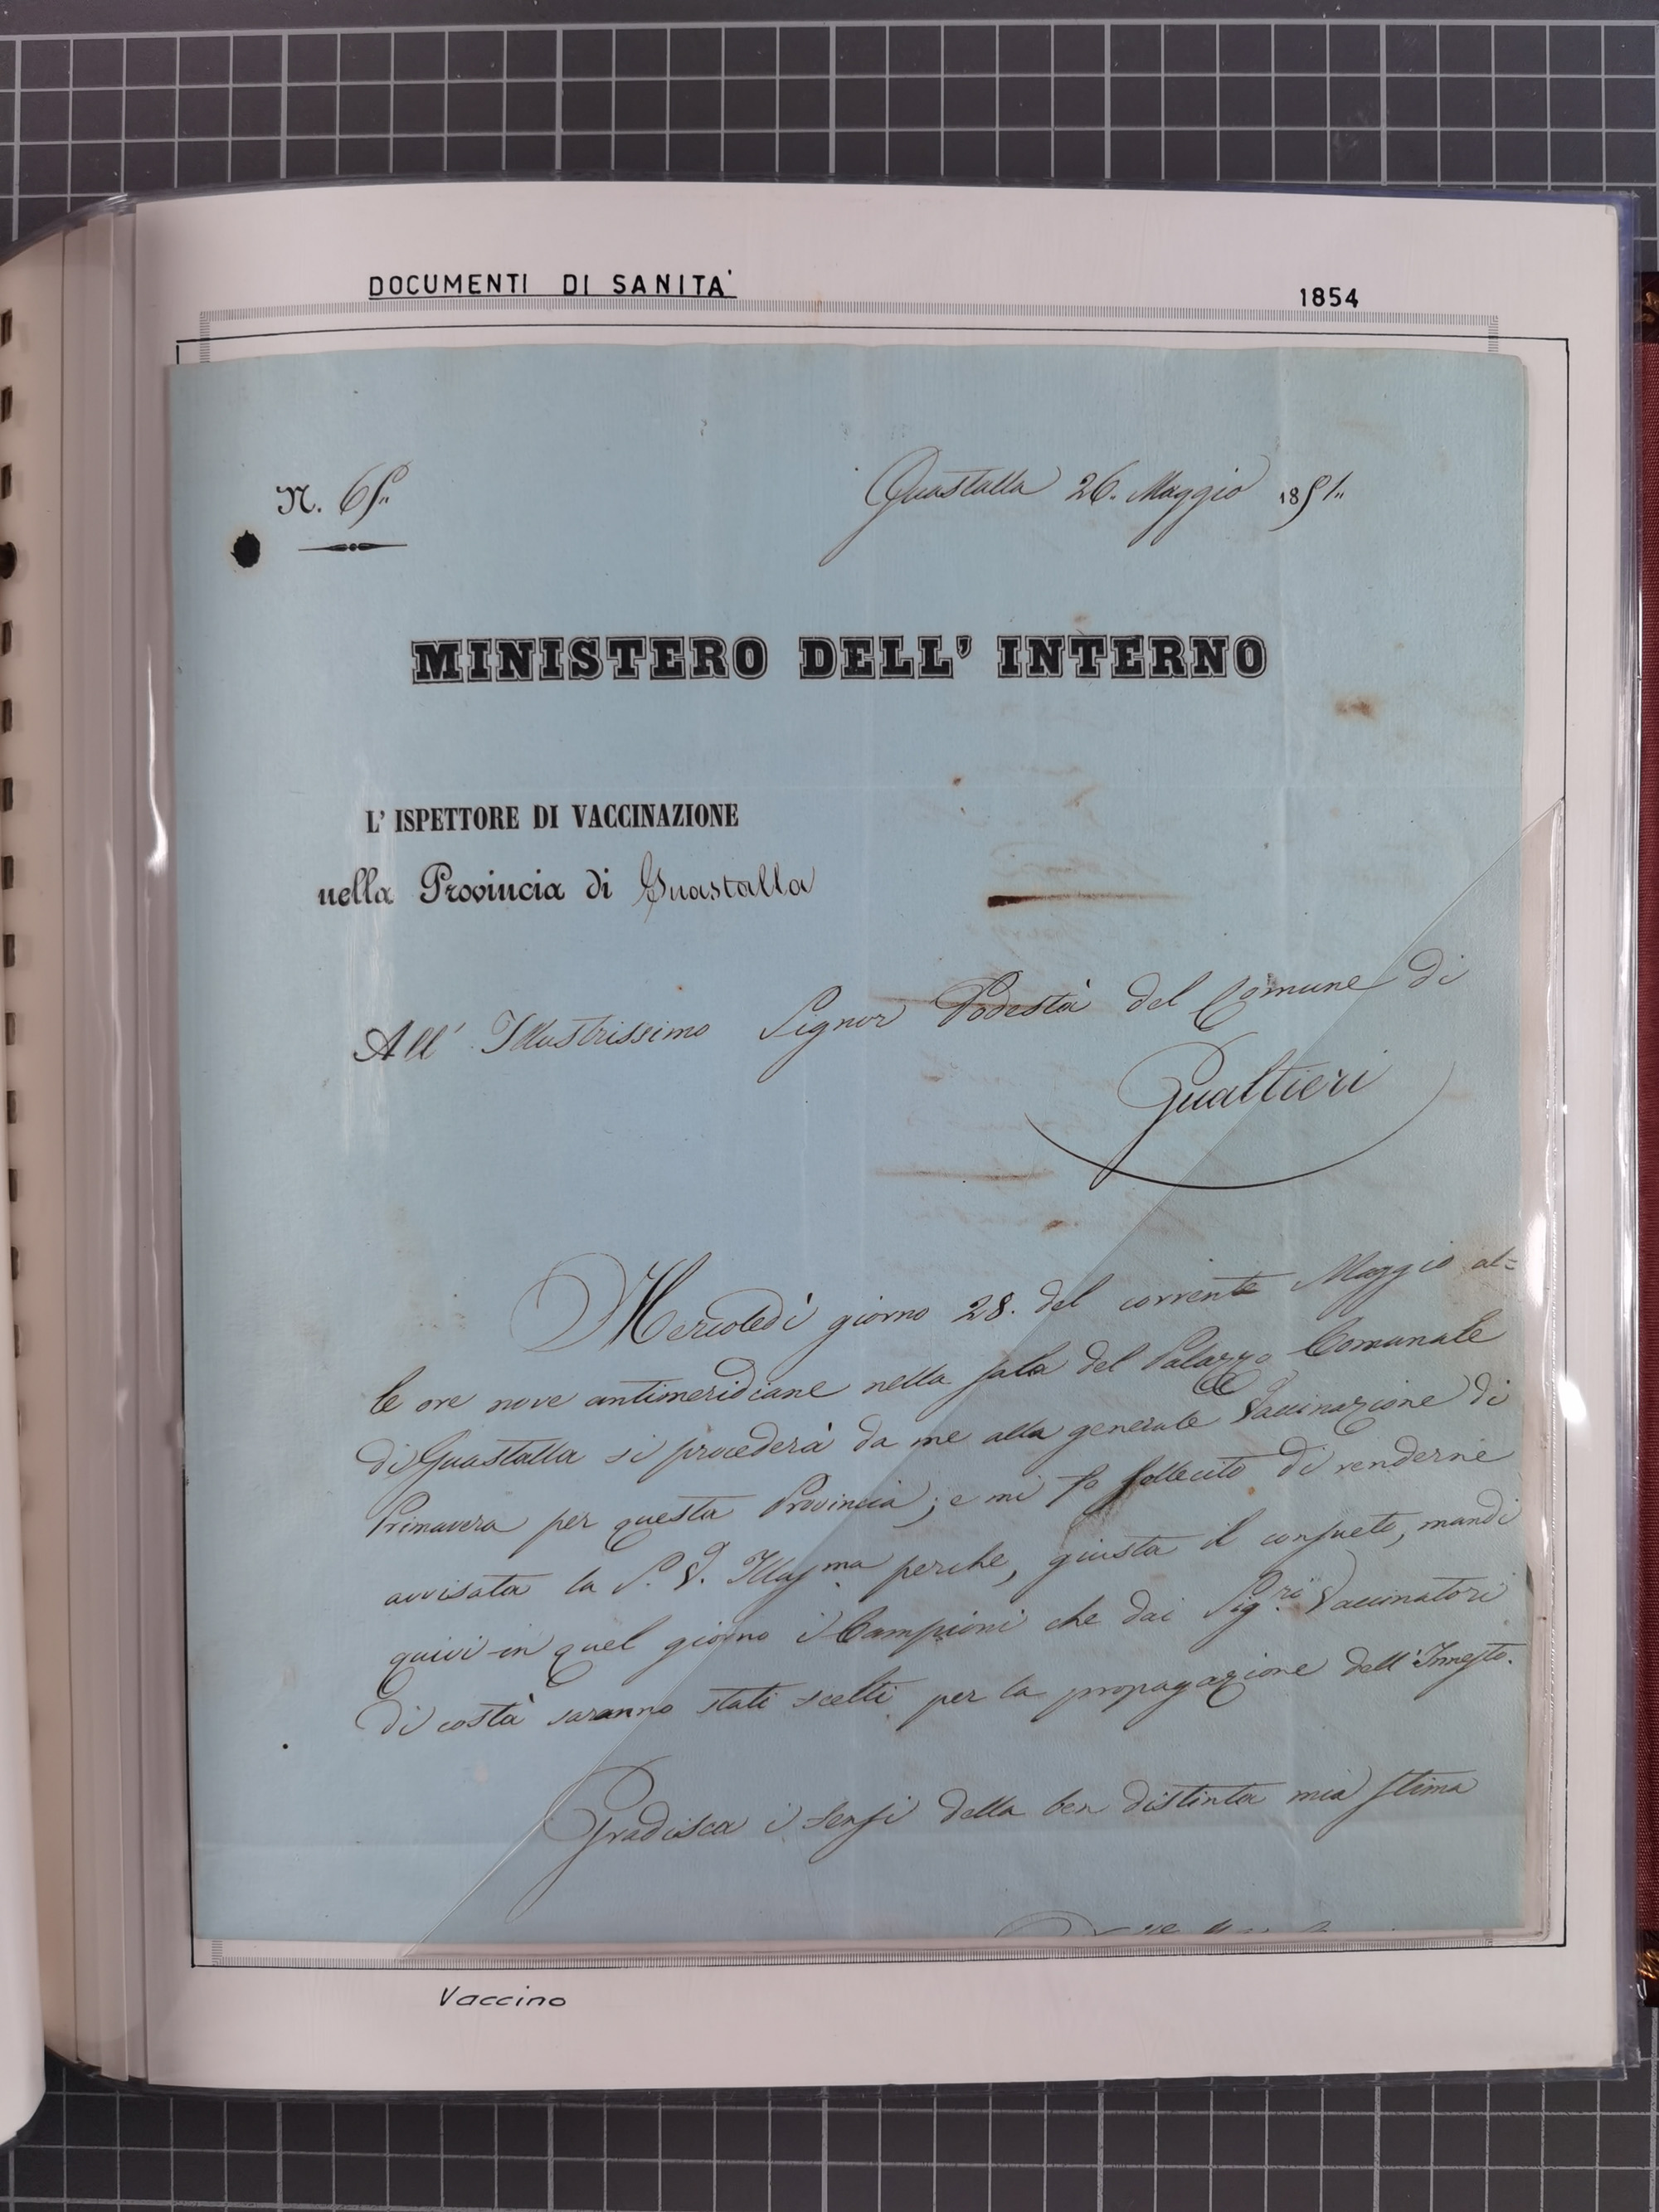 DOCUMENTI DI SANITA'
1854
N. 65"
Guastalla 26. Maggio 1851."
MINISTERO DELL' INTERNO
L' ISPETTORE DI VACCINAZIONE
nella Provincia di Guastalla
All' Illustrissimo Signor Podestà del Comune di
Gualtieri
Mercoledì giorno 28. del corrente Maggio al=
le ore nove antimeridiane nella sala del Palazzo Comunale
di Guastalla si procederà da me alla generale Vaccinazione di
Primavera per questa Provincia; e mi fo sollecito di renderne
avvisata la S. V. Illus.ma perche, giusta il consueto, mandi
quivi in quel giorno i Campioni che dai Sig.ri Vaccinatori
di costà saranno stati scelti per la propagazione dell' Innesto.
Gradisca i sensi della ben distinta mia stima
Vaccino